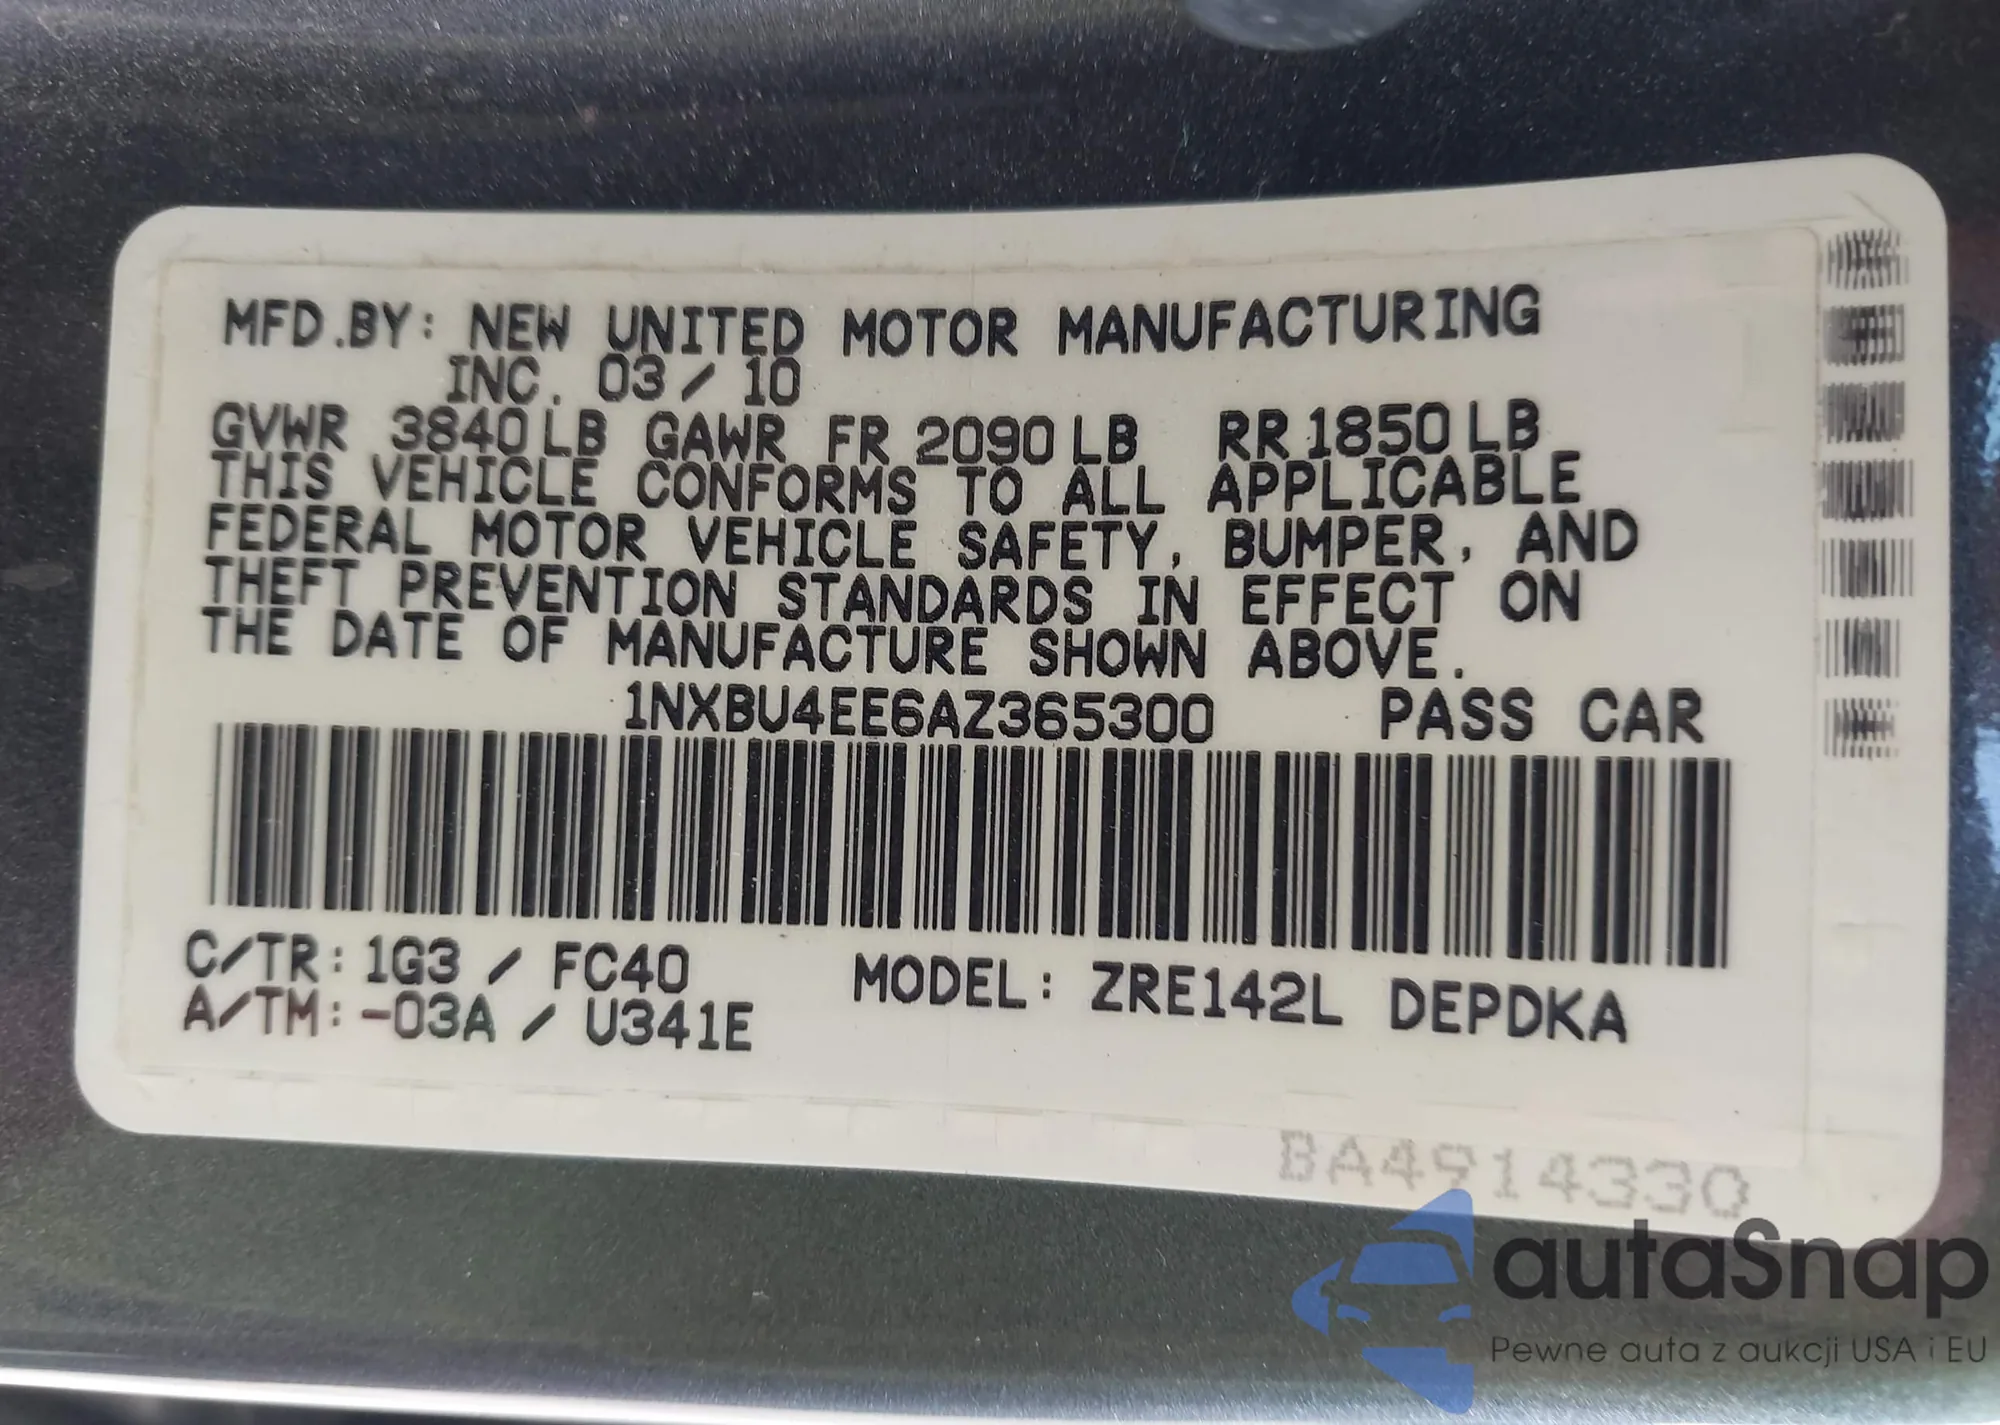 MFD.BY: NEW UNITED MOTOR MANUFACTURING
INC. 03/10
GVWR 3840LB GAWR FR 2090LB RR1850LB
THIS VEHICLE CONFORMS TO ALL APPLICABLE
FEDERAL MOTOR VEHICLE SAFETY, BUMPER, AND
THEFT PREVENTION STANDARDS IN EFFECT ON
THE DATE OF MANUFACTURE SHOWN ABOVE.
1NXBU4EE6AZ365300 PASS CAR
C/TR: 1G3 / FC40 MODEL: ZRE142L DEPDKA
A/TM: -03A / U341E
BA4914330
autaSnap
Pewne auta z aukcji USA i EU